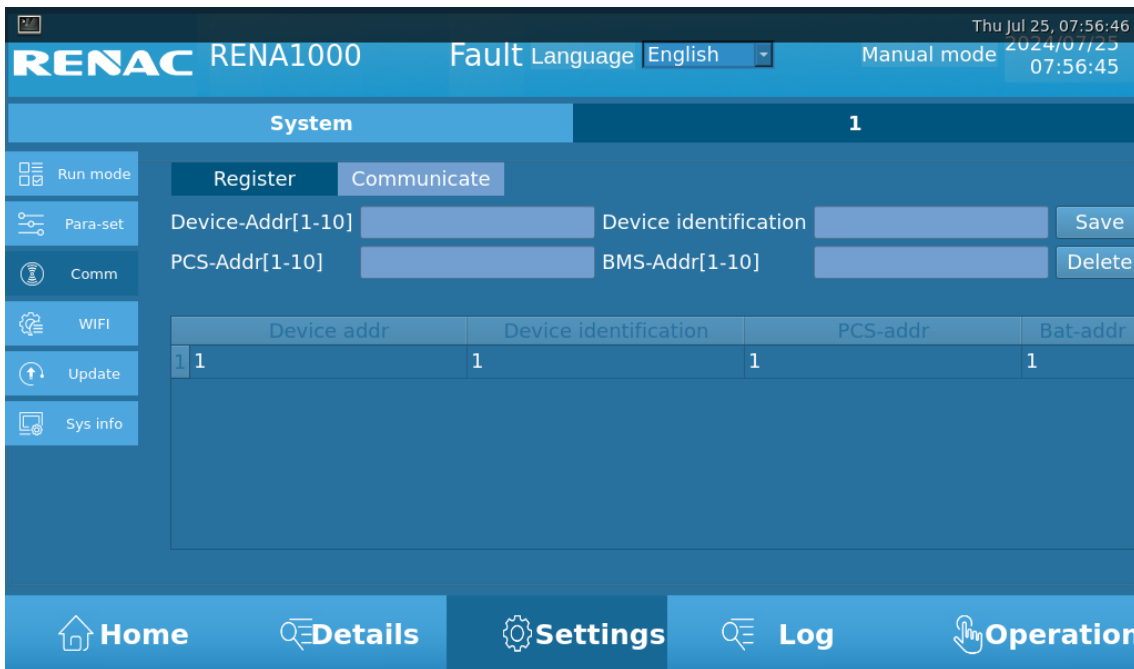 Thu Jul 25, 07:56:46
RENAC RENA1000 Fault Language English Manual mode 2024/07/25
07:56:45
System 1
Run mode
Para-set
Comm
WIFI
Update
Sys info
Register Communicate
Device-Addr[1-10] Device identification Save
PCS-Addr[1-10] BMS-Addr[1-10] Delete
Device addr Device identification PCS-addr Bat-addr
1 1 1 1 1
Home Details Settings Log Operation